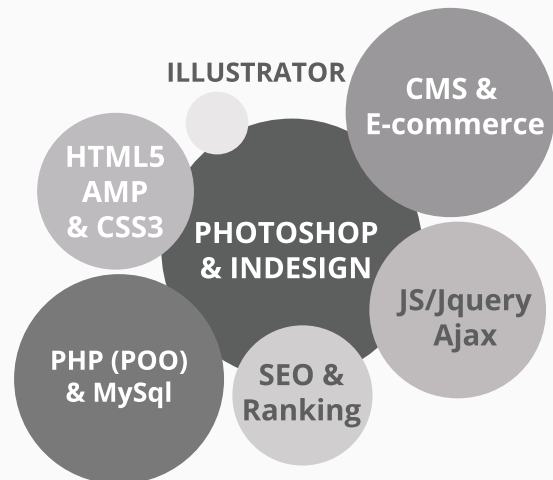 ILLUSTRATOR
CMS &
E-commerce
HTML5
AMP
& CSS3
PHOTOSHOP
& INDESIGN
JS/Jquery
Ajax
PHP (POO)
& MySql
SEO &
Ranking